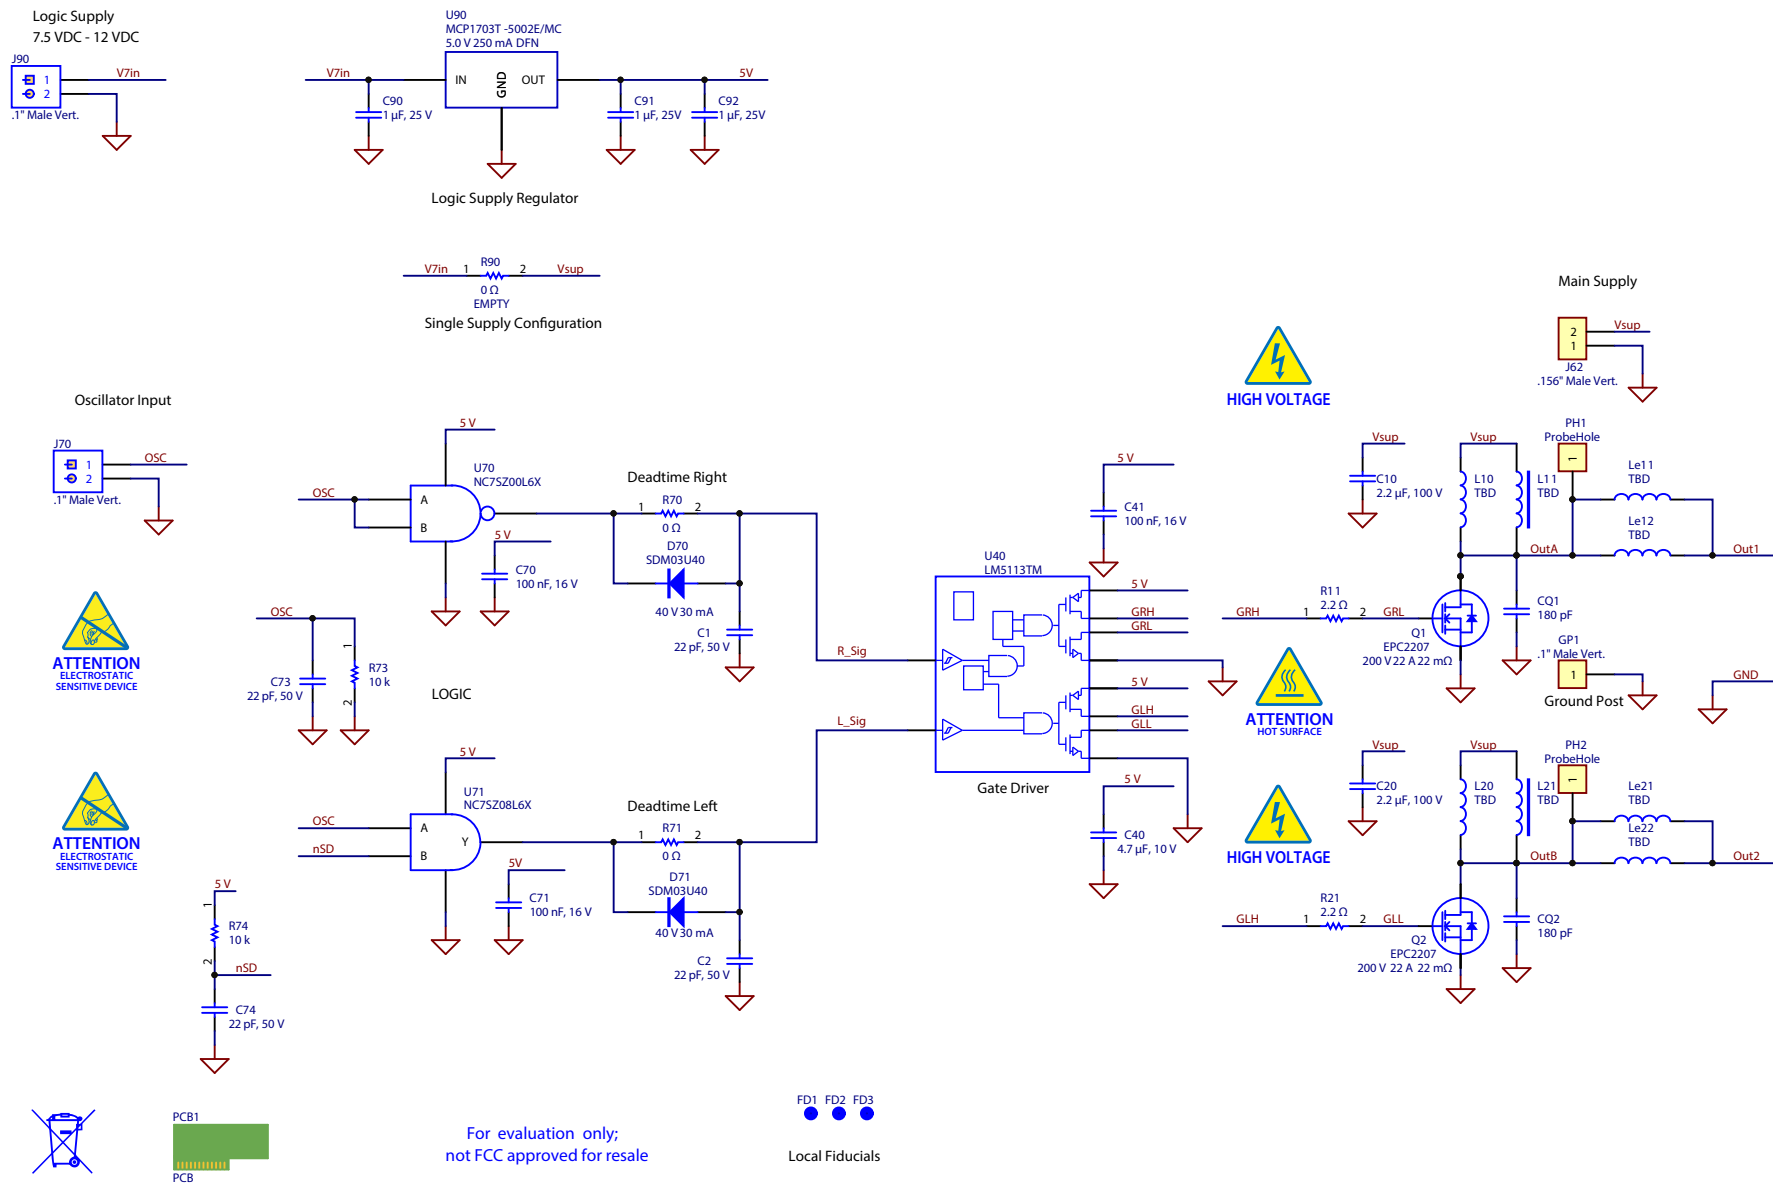 Logic Supply
7.5 VDC - 12 VDC
J90
1
2
V7in
.1" Male Vert.
U90
MCP1703T -5002E/MC
5.0 V 250 mA DFN
V7in
IN
GND
OUT
5V
C90
1 µF, 25 V
C91
1 µF, 25V
C92
1 µF, 25V
Logic Supply Regulator
V7in
1
R90
2
Vsup
0 Ω
EMPTY
Single Supply Configuration
Main Supply
2
1
Vsup
J62
.156" Male Vert.
HIGH VOLTAGE
Oscillator Input
J70
1
2
OSC
.1" Male Vert.
5 V
U70
NC7SZ00L6X
OSC
A
B
5 V
C70
100 nF, 16 V
Deadtime Right
R70
1
2
0 Ω
D70
SDM03U40
40 V 30 mA
C1
22 pF, 50 V
R_Sig
5 V
C41
100 nF, 16 V
U40
LM5113TM
5 V
GRH
GRL
5 V
GLH
GLL
Gate Driver
5 V
C40
4.7 µF, 10 V
Vsup
C10
2.2 µF, 100 V
Vsup
L10
TBD
L11
TBD
PH1
ProbeHole
1
Le11
TBD
Le12
TBD
OutA
Out1
GRH
1
R11
2.2 Ω
2
GRL
Q1
EPC2207
200 V 22 A 22 mΩ
CQ1
180 pF
GP1
.1" Male Vert.
1
Ground Post
GND
ATTENTION
HOT SURFACE
ATTENTION
ELECTROSTATIC
SENSITIVE DEVICE
OSC
C73
22 pF, 50 V
1
R73
10 k
2
LOGIC
L_Sig
ATTENTION
ELECTROSTATIC
SENSITIVE DEVICE
5 V
U71
NC7SZ08L6X
OSC
A
nSD
B
Y
5V
C71
100 nF, 16 V
Deadtime Left
R71
1
2
0 Ω
D71
SDM03U40
40 V 30 mA
C2
22 pF, 50 V
5 V
1
R74
10 k
2
nSD
C74
22 pF, 50 V
HIGH VOLTAGE
Vsup
C20
2.2 µF, 100 V
Vsup
L20
TBD
L21
TBD
PH2
ProbeHole
1
Le21
TBD
Le22
TBD
OutB
Out2
GLH
1
R21
2.2 Ω
2
GLL
Q2
EPC2207
200 V 22 A 22 mΩ
CQ2
180 pF
PCB1
PCB
For evaluation only;
not FCC approved for resale
FD1 FD2 FD3
Local Fiducials